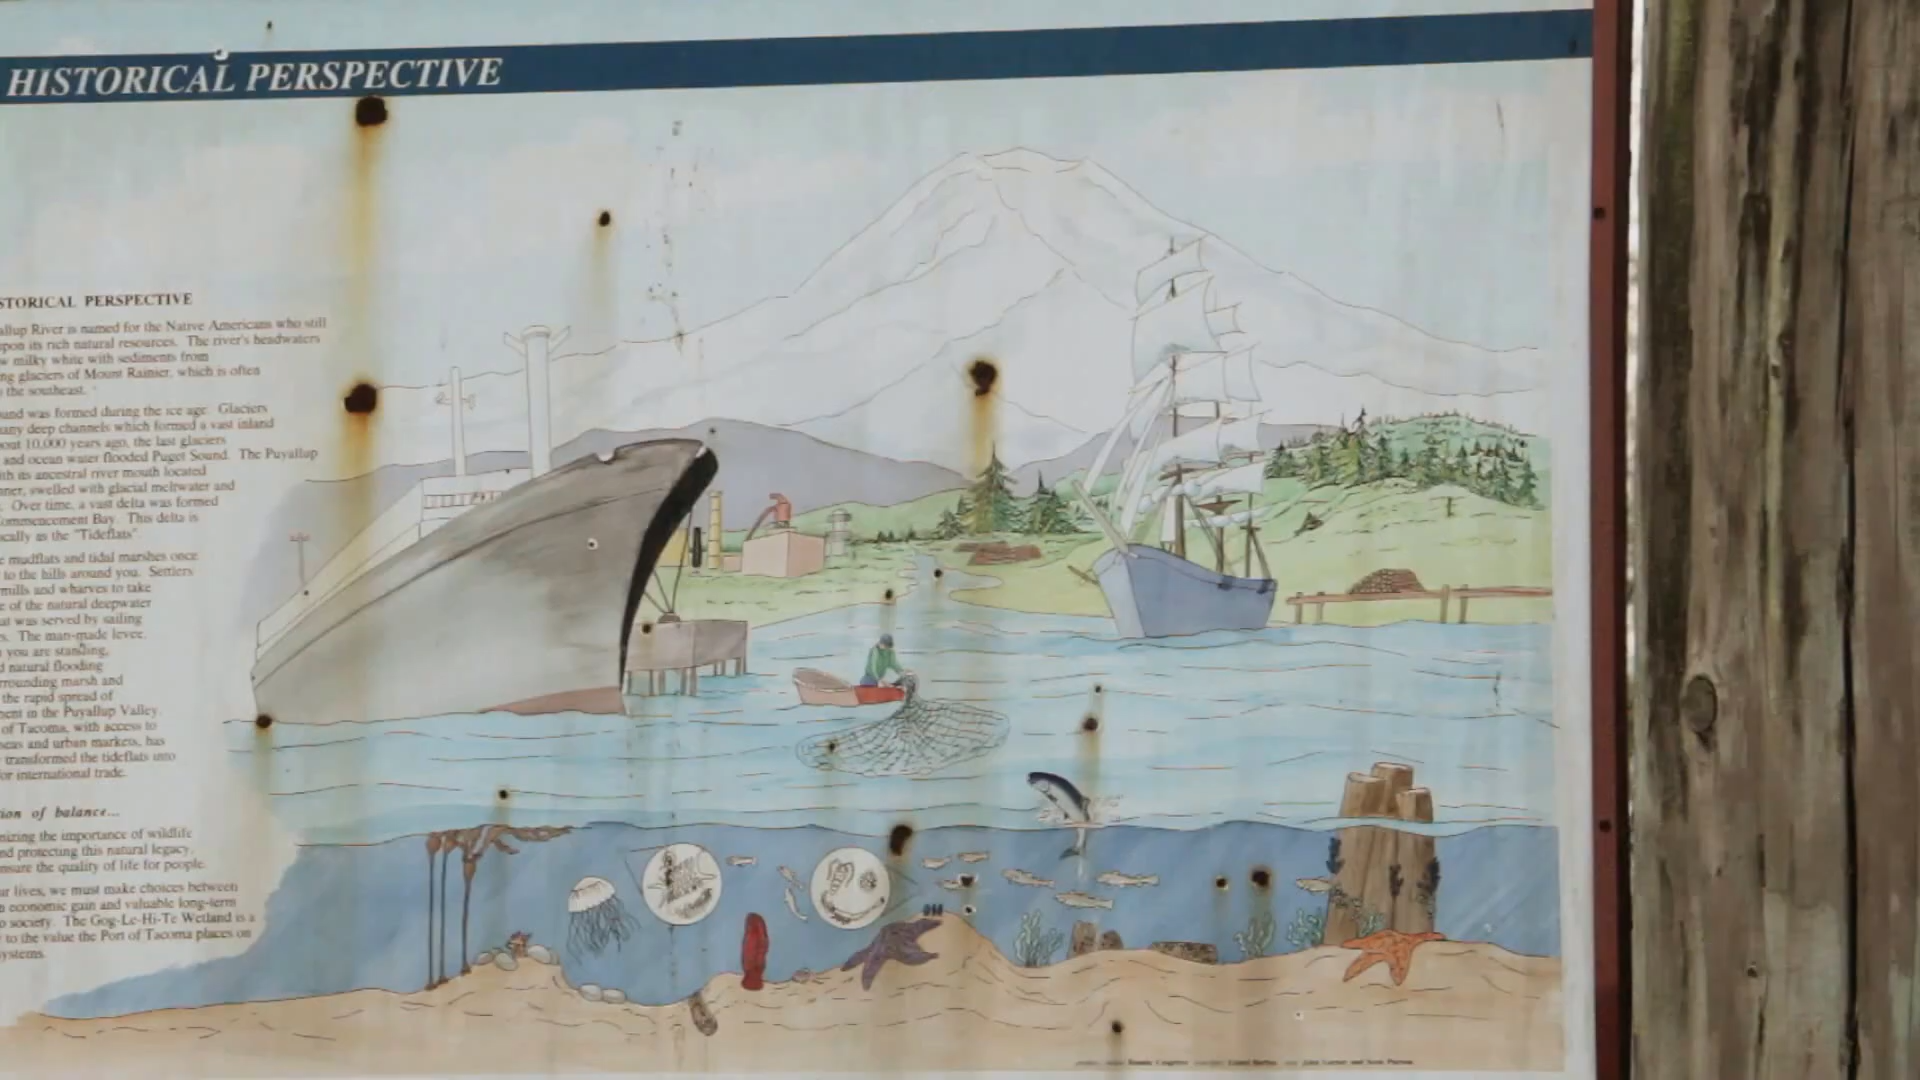 HISTORICAL PERSPECTIVE
STORICAL PERSPECTIVE
allup River is named for the Native Americans who still
upon its rich natural resources. The river's headwaters
w milky white with sediments from
ng glaciers of Mount Rainier, which is often
the southeast.
und was formed during the ice age. Glaciers
any deep channels which formed a vast inland
out 10,000 years ago, the last glaciers
and ocean water flooded Puget Sound. The Puyallup
ith its ancestral river mouth located
ner, swelled with glacial meltwater and
Over time, a vast delta was formed
ommencement Bay. This delta is
cally as the "Tideflats".
e mudflats and tidal marshes once
to the hills around you. Settlers
mills and wharves to take
e of the natural deepwater
at was served by sailing
s. The man-made levee,
you are standing,
d natural flooding
rrounding marsh and
the rapid spread of
ment in the Puyallup Valley.
of Tacoma, with access to
seas and urban markets, has
transformed the tideflats into
or international trade.
ion of balance...
nizing the importance of wildlife
nd protecting this natural legacy
nsure the quality of life for people.
ur lives, we must make choices between
n economic gain and valuable long-term
o society. The Gog-Le-Hi-Te Wetland is a
to the value the Port of Tacoma places on
ystems.